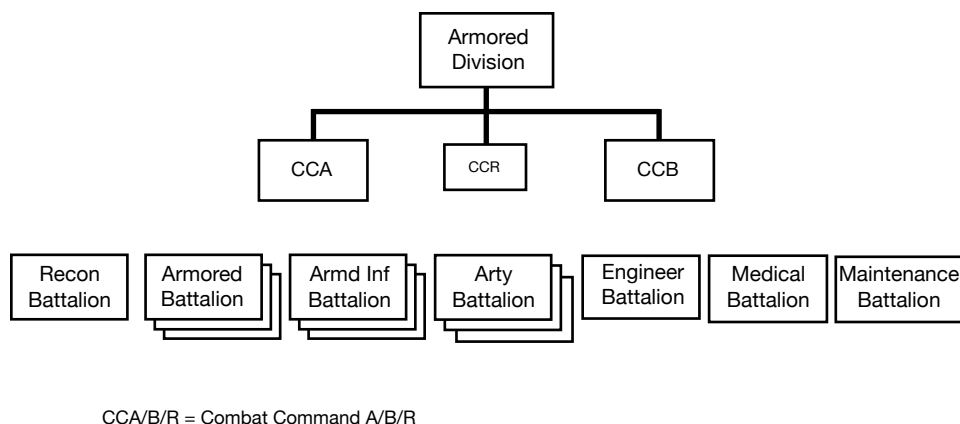 Armored
Division
CCA
CCR
CCB
Recon
Battalion
Armored
Battalion
Armd Inf
Battalion
Arty
Battalion
Engineer
Battalion
Medical
Battalion
Maintenance
Battalion
CCA/B/R = Combat Command A/B/R